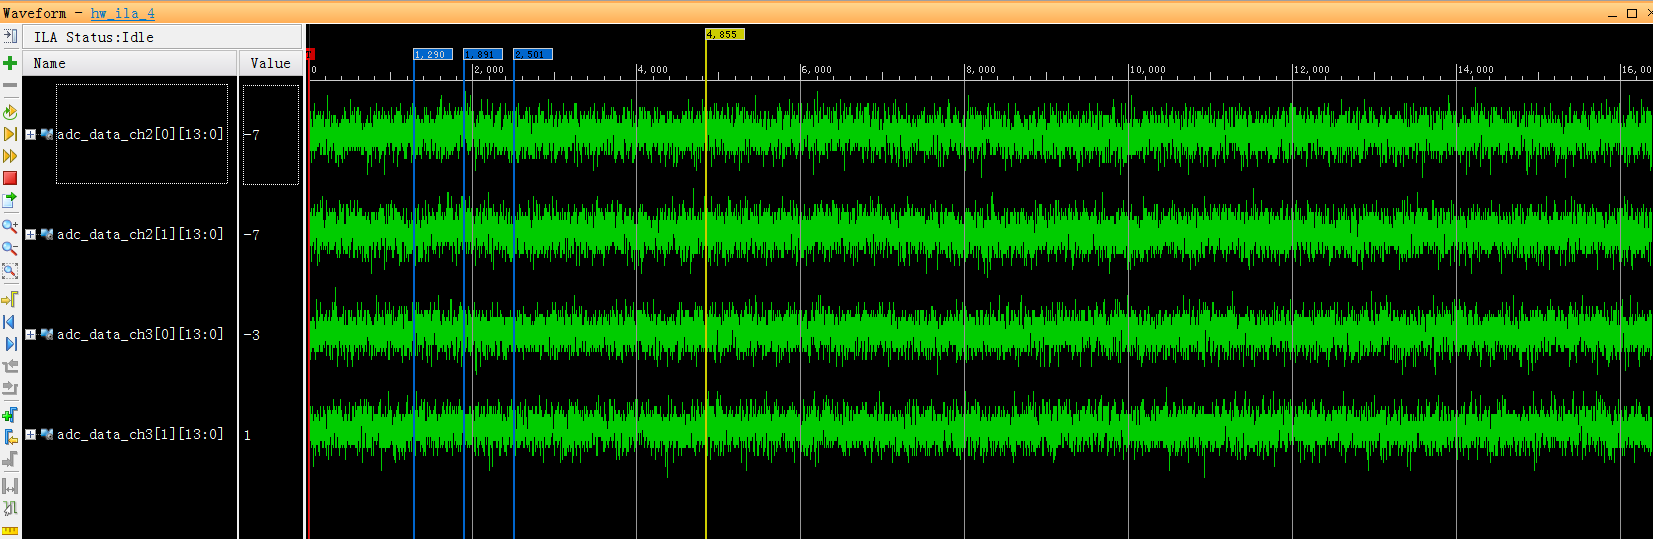 Waveform - hw_ila_4
ILA Status:Idle
Name Value
4,855
1,290 1,891 2,501
0 2,000 4,000 6,000 8,000 10,000 12,000 14,000 16,00
adc_data_ch2[0][13:0] -7
adc_data_ch2[1][13:0] -7
adc_data_ch3[0][13:0] -3
adc_data_ch3[1][13:0] 1